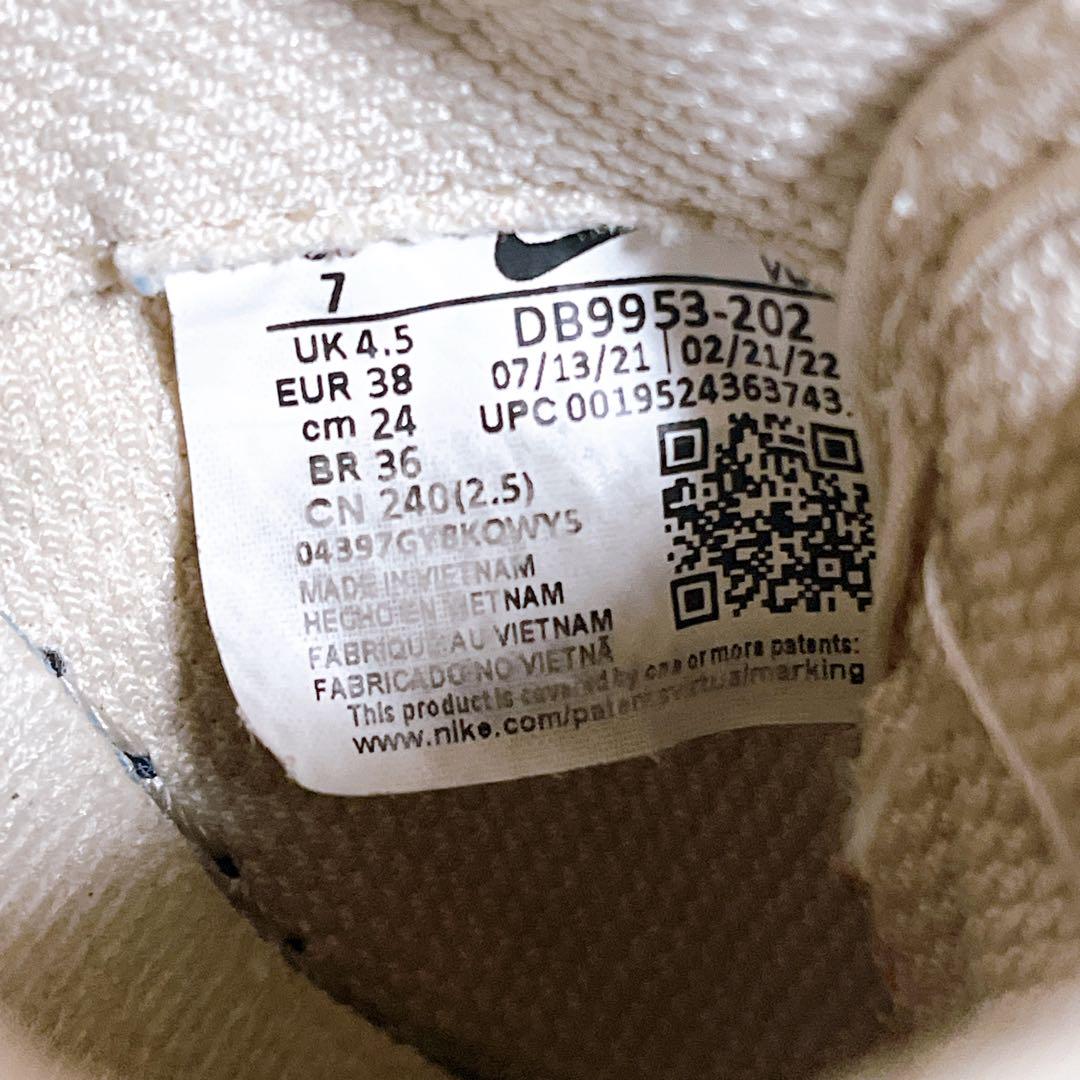 7
UK 4.5
EUR 38
cm 24
BR 36
CN 240(2.5)
DB9953-202
07/13/21 | 02/21/22
UPC 0019524363743.
MADE IN VIETNAM
HECHO EN VIETNAM
FABRIQUE AU VIETNAM
FABRICADO NO VIETNÃ
This product is covered by one or more patents:
www.nike.com/patentsvirtualmarking